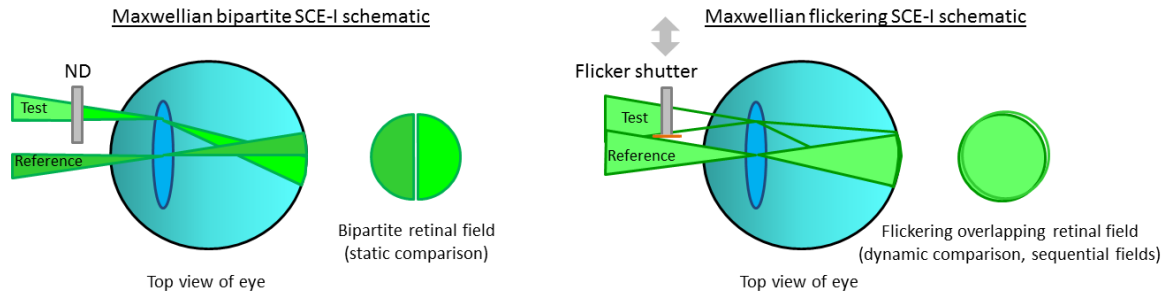 Maxwellian bipartite SCE-I schematic
ND
Test
Reference
Bipartite retinal field
(static comparison)
Top view of eye
Maxwellian flickering SCE-I schematic
Flicker shutter
Test
Reference
Flickering overlapping retinal field
(dynamic comparison, sequential fields)
Top view of eye